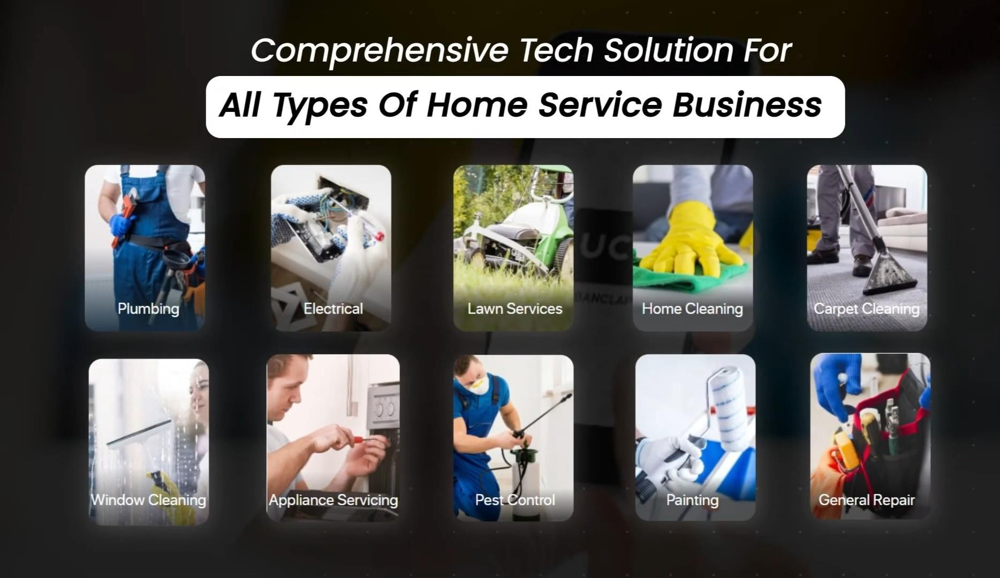 Comprehensive Tech Solution For
All Types Of Home Service Business
Plumbing
Electrical
Lawn Services
Home Cleaning
Carpet Cleaning
Window Cleaning
Appliance Servicing
Pest Control
Painting
General Repair
UC